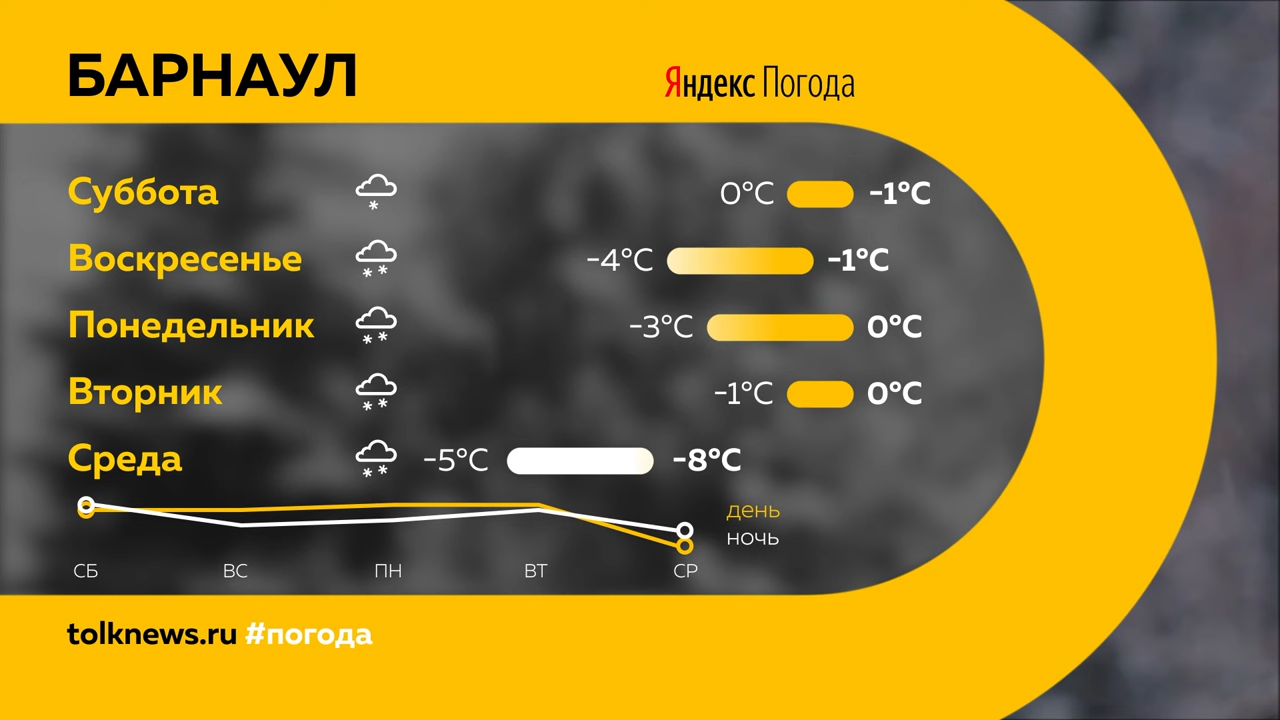 БАРНАУЛ
Яндекс Погода
Суббота 0°C -1°C
Воскресенье -4°C -1°C
Понедельник -3°C 0°C
Вторник -1°C 0°C
Среда -5°C -8°C
день
ночь
СБ ВС ПН ВТ СР
tolknews.ru #погода